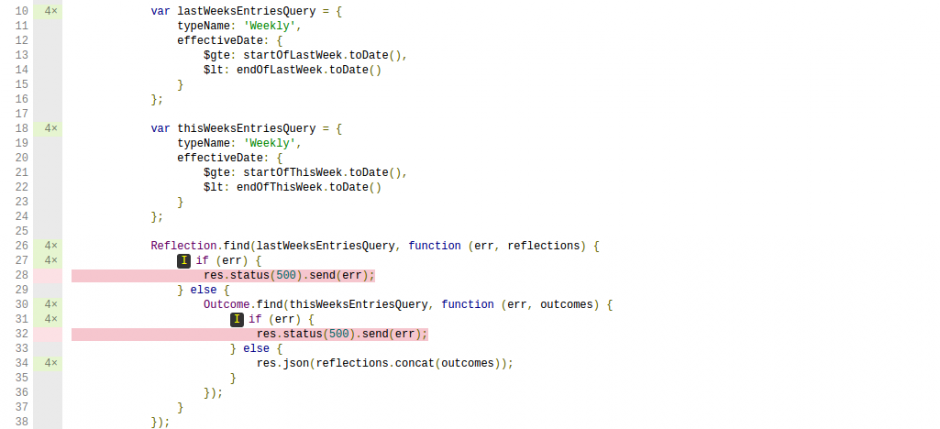 10 4× var lastWeeksEntriesQuery = {
11 typeName: 'Weekly',
12 effectiveDate: {
13 $gte: startOfLastWeek.toDate(),
14 $lt: endOfLastWeek.toDate()
15 }
16 };
17
18 4× var thisWeeksEntriesQuery = {
19 typeName: 'Weekly',
20 effectiveDate: {
21 $gte: startOfThisWeek.toDate(),
22 $lt: endOfThisWeek.toDate()
23 }
24 };
25
26 4× Reflection.find(lastWeeksEntriesQuery, function (err, reflections) {
27 4× I if (err) {
28 res.status(500).send(err);
29 } else {
30 4× Outcome.find(thisWeeksEntriesQuery, function (err, outcomes) {
31 4× I if (err) {
32 res.status(500).send(err);
33 } else {
34 4× res.json(reflections.concat(outcomes));
35 }
36 });
37 }
38 });